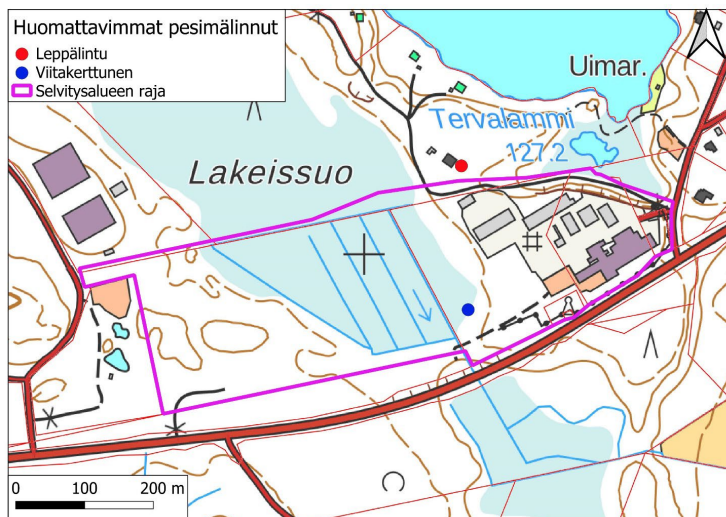 Huomattavimmat pesimälinnut
Leppälintu
Viitakerttunen
Selvitysalueen raja
Uimar.
Tervalammi
127.2
Lakeissuo
0 100 200 m